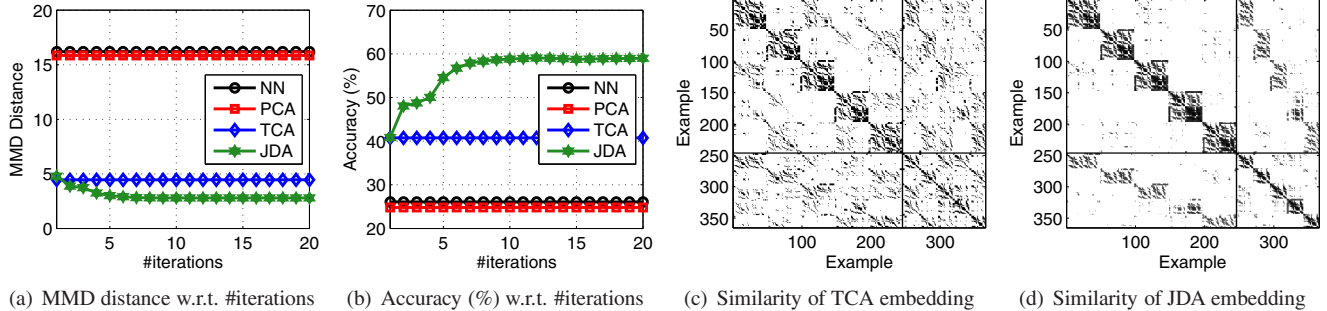 MMD Distance
20
15
10
5
0
NN
PCA
TCA
JDA
5 10 15 20
#iterations
(a) MMD distance w.r.t. #iterations
Accuracy (%)
70
60
50
40
30
20
NN
PCA
TCA
JDA
5 10 15 20
#iterations
(b) Accuracy (%) w.r.t. #iterations
Example
50
100
150
200
250
300
350
100 200 300
Example
(c) Similarity of TCA embedding
Example
50
100
150
200
250
300
350
100 200 300
Example
(d) Similarity of JDA embedding